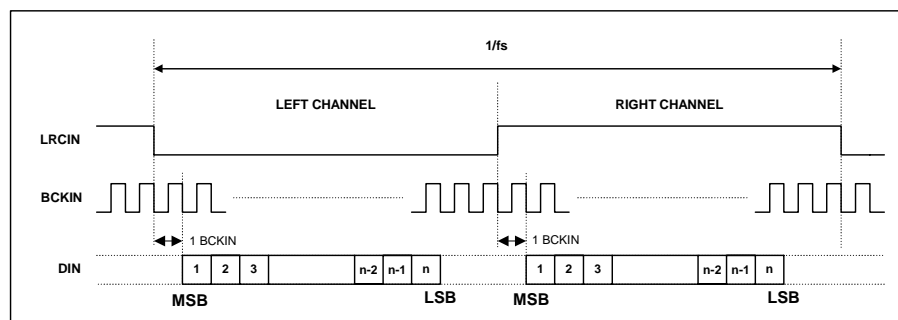 1/fs
LEFT CHANNEL RIGHT CHANNEL
LRCIN
BCKIN
1 BCKIN 1 BCKIN
DIN 1 2 3 n-2 n-1 n 1 2 3 n-2 n-1 n
MSB LSB MSB LSB